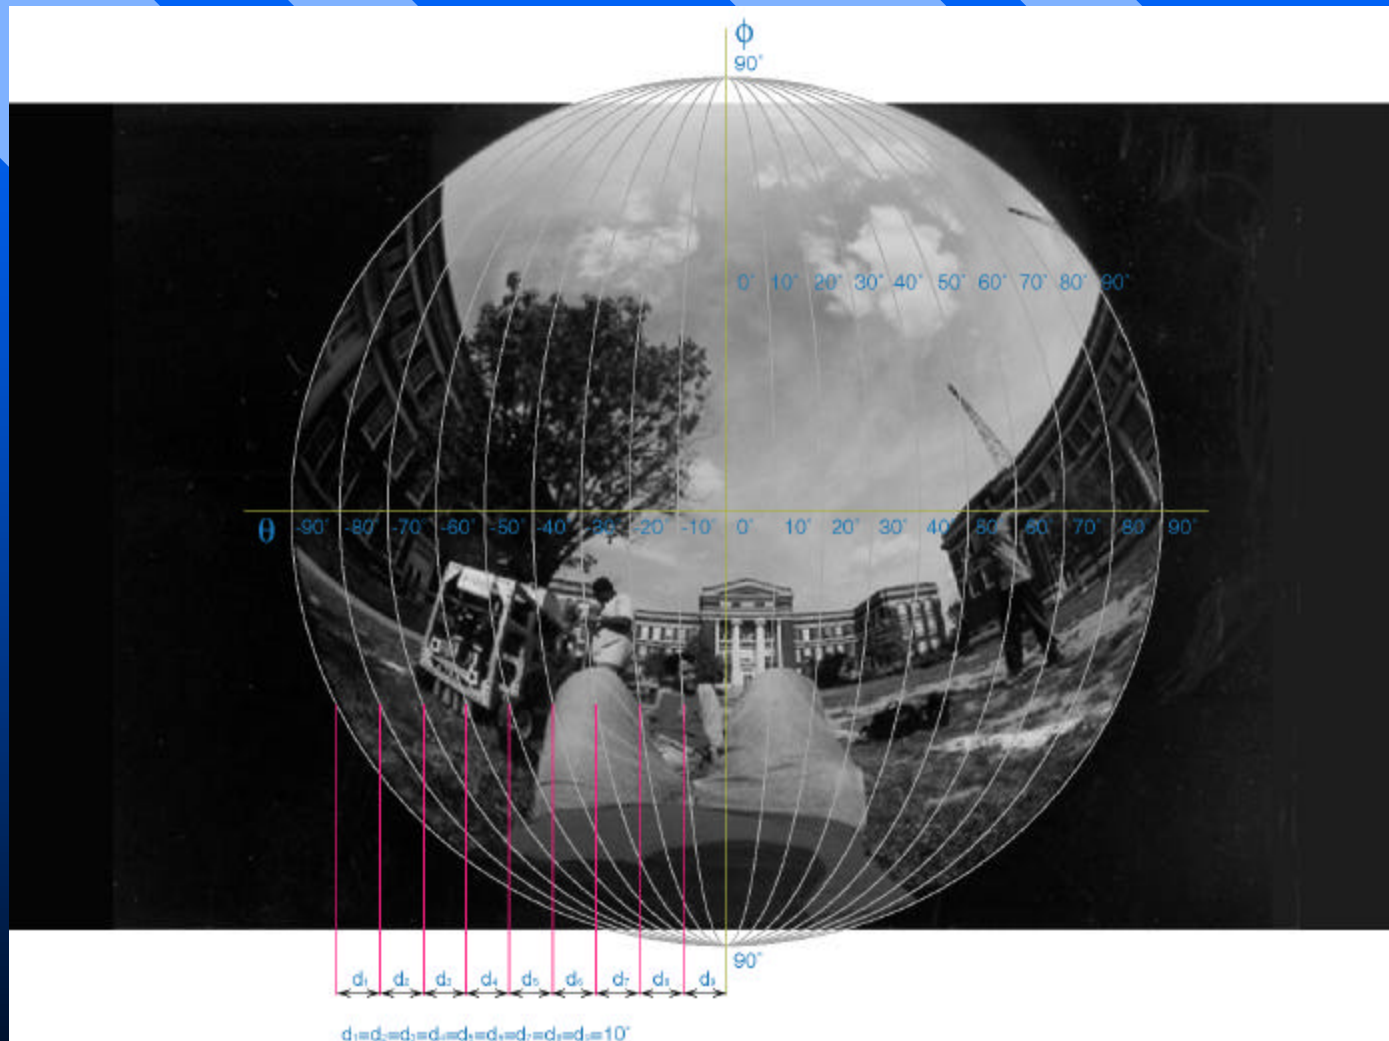 ϕ
90°
0° 10° 20° 30° 40° 50° 60° 70° 80° 90°
θ -90° -80° -70° -60° -50° -40° -30° -20° -10° 0° 10° 20° 30° 40° 50° 60° 70° 80° 90°
90°
d₁ d₂ d₃ d₄ d₅ d₆ d₇ d₈ d₉
d₁=d₂=d₃=d₄=d₅=d₆=d₇=d₈=d₉=10°